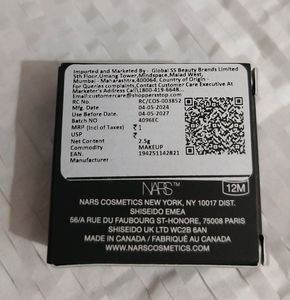 Imported and Marketed By - Global SS Beauty Brands Limited
5th Floor,Umang Tower,Mindspace,Malad West,
Mumbai - Maharashtra,400064, Country of Origin -
For Queries complaints,Contact Customer Care Executive At
Marketer's Address Call:1800-419-6648,
Email:customercare@shoppersstop.com
RC No. RC/COS-003852
Mfg Date 04-05-2024
Use Before Date. 04-05-2027
Batch NO 4096EC
MRP (Incl of Taxes) ₹ 1
USP ₹
Net Content 2.5g
Commodity MAKEUP
EAN. 194251142821
NARS
12M
NARS COSMETICS NEW YORK, NY 10017 DIST.
SHISEIDO EMEA
56/A RUE DU FAUBOURG ST-HONORE, 75008 PARIS
SHISEIDO UK LTD WC2B 6AN
MADE IN CANADA / FABRIQUÉ AU CANADA
WWW.NARSCOSMETICS.COM